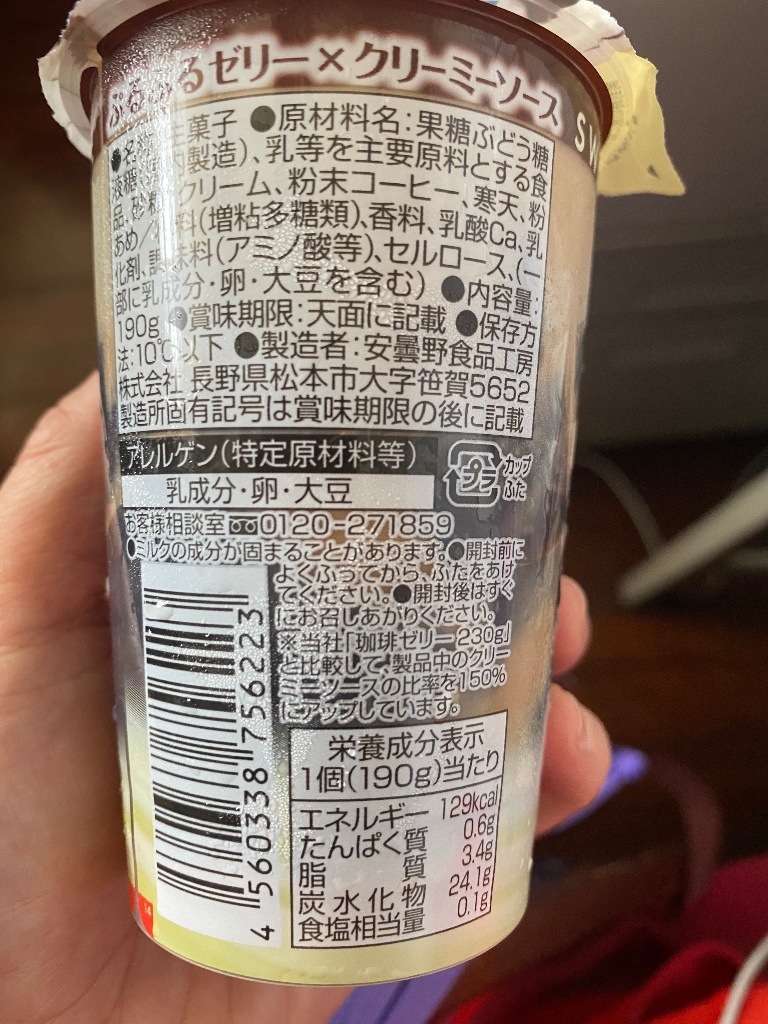 ぷるぷるゼリー×クリーミーソース
SW
●名称:生菓子 ●原材料名:果糖ぶどう糖
液糖(国内製造)、乳等を主要原料とする食
品、砂糖、クリーム、粉末コーヒー、寒天、粉
あめ/糊料(増粘多糖類)、香料、乳酸Ca、乳
化剤、調味料(アミノ酸等)、セルロース、(一
部に乳成分・卵・大豆を含む) ●内容量:
190g ●賞味期限:天面に記載 ●保存方
法:10℃以下 ●製造者:安曇野食品工房
株式会社 長野県松本市大字笹賀5652
製造所固有記号は賞味期限の後に記載
アレルゲン(特定原材料等)
乳成分・卵・大豆
プラ
カップ
ふた
お客様相談室 0120-271859
●ミルクの成分が固まることがあります。●開封前に
よくふってから、ふたをあけ
てください。●開封後はすぐ
にお召しあがりください。
※当社「珈琲ゼリー 230g」
と比較して、製品中のクリー
ミーソースの比率を150%
にアップしています。
4 560338 756223
栄養成分表示
1個(190g)当たり
エネルギー 129kcal
たんぱく質 0.6g
脂質 3.4g
炭水化物 24.1g
食塩相当量 0.1g
14